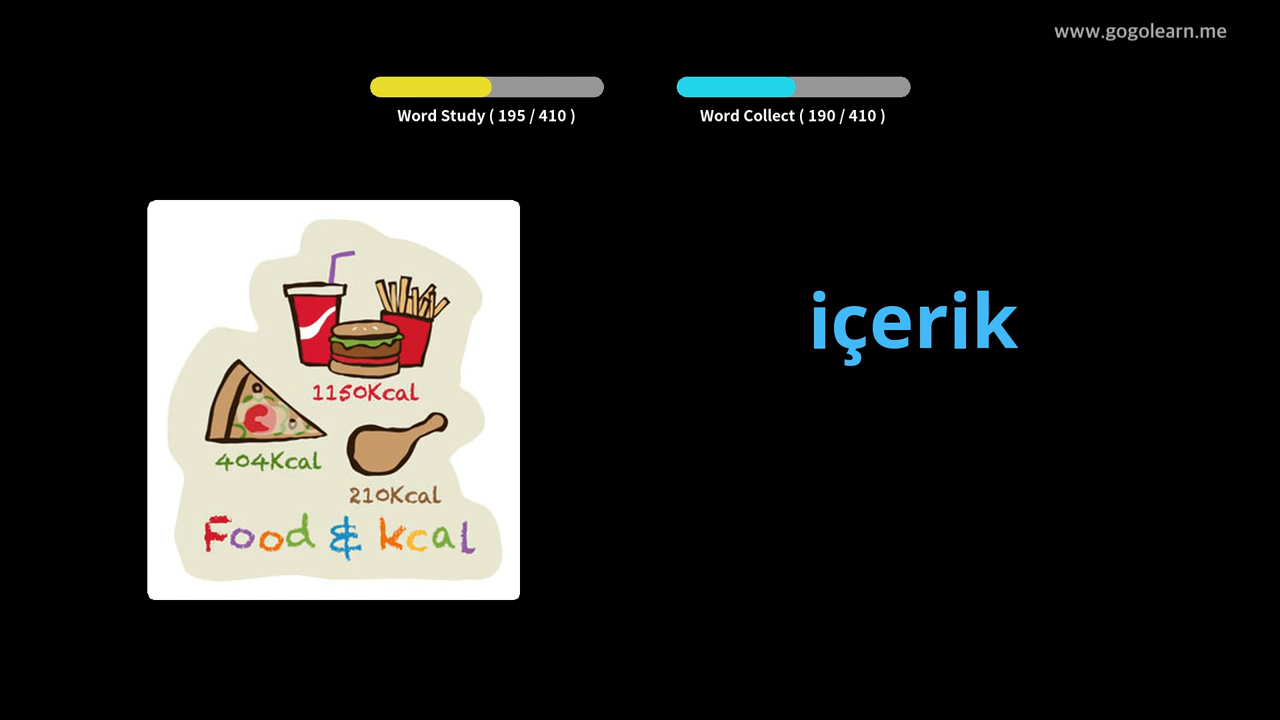 www.gogolearn.me
Word Study ( 195 / 410 )
Word Collect ( 190 / 410 )
içerik
1150Kcal
404Kcal
210Kcal
Food & kcal